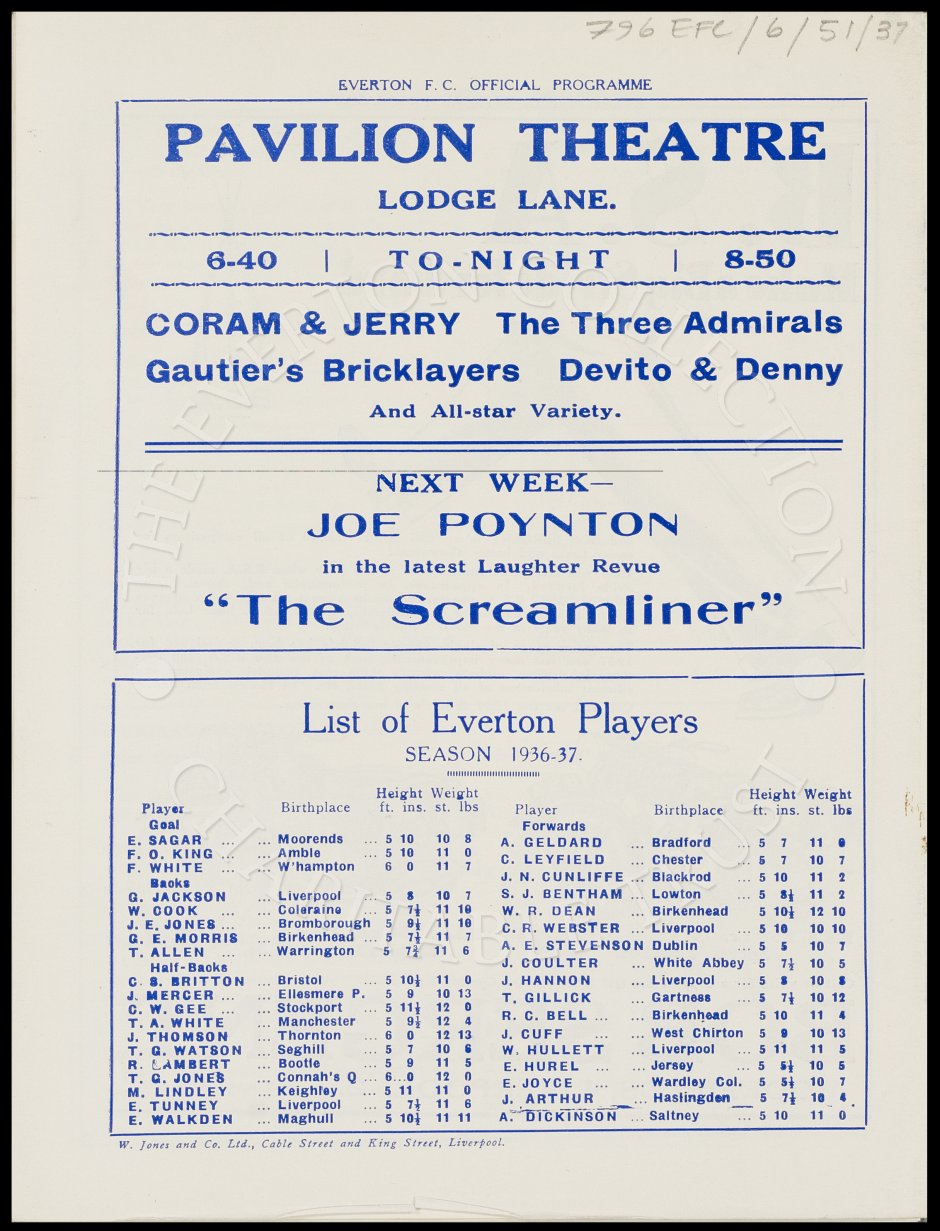 796 EFC/6/51/37
EVERTON F.C. OFFICIAL PROGRAMME
PAVILION THEATRE
LODGE LANE.
6-40 | TO-NIGHT | 8-50
CORAM & JERRY The Three Admirals
Gautier's Bricklayers Devito & Denny
And All-star Variety.
NEXT WEEK—
JOE POYNTON
in the latest Laughter Revue
"The Screamliner"
THE EVERTON COLLECTION
CHARITABLE TRUST
List of Everton Players
SEASON 1936-37.
Height Weight
Player Birthplace ft. ins. st. lbs
Goal
E. SAGAR ... ... Moorends ... 5 10 10 8
F. O. KING ... ... Amble ... 5 10 11 0
F. WHITE ... ... W'hampton 6 0 11 7
Backs
G. JACKSON ... Liverpool ... 5 8 10 7
W. COOK ... ... Coleraine ... 5 7½ 11 10
J. E. JONES ... ... Bromborough 5 9½ 11 10
G. E. MORRIS ... Birkenhead ... 5 7½ 11 7
T. ALLEN ... ... Warrington 5 7¾ 11 6
Half-Backs
C. S. BRITTON ... Bristol ... 5 10½ 11 0
J. MERCER ... ... Ellesmere P. 5 9 10 13
C. W. GEE ... ... Stockport ... 5 11½ 12 0
T. A. WHITE ... Manchester ... 5 9½ 12 4
J. THOMSON ... Thornton ... 6 0 12 13
T. G. WATSON ... Seghill ... 5 7 10 6
R. LAMBERT ... Bootle ... 5 9 11 5
T. G. JONES ... Connah's Q ... 6...0 12 0
M. LINDLEY ... Keighley ... 5 11 11 0
E. TUNNEY ... Liverpool ... 5 7½ 11 6
E. WALKDEN ... Maghull ... 5 10½ 11 11
Height Weight
Player Birthplace ft. ins. st. lbs
Forwards
A. GELDARD ... Bradford ... 5 7 11 0
C. LEYFIELD ... Chester ... 5 7 10 7
J. N. CUNLIFFE ... Blackrod ... 5 10 11 2
S. J. BENTHAM ... Lowton ... 5 8½ 11 2
W. R. DEAN ... Birkenhead 5 10½ 12 10
C. R. WEBSTER ... Liverpool ... 5 10 10 10
A. E. STEVENSON Dublin ... 5 5 10 7
J. COULTER ... White Abbey 5 7½ 10 5
J. HANNON ... Liverpool ... 5 8 10 8
T. GILLICK ... Gartness ... 5 7½ 10 12
R. C. BELL ... ... Birkenhead 5 10 11 4
J. CUFF ... ... West Chirton 5 9 10 13
W. HULLETT ... Liverpool ... 5 11 11 5
E. HUREL ... ... Jersey ... 5 5½ 10 5
E. JOYCE ... ... Wardley Col. 5 5½ 10 7
J. ARTHUR ... Haslingden 5 7½ 10 4
A. DICKINSON ... Saltney ... 5 10 11 0
W. Jones and Co. Ltd., Cable Street and King Street, Liverpool.